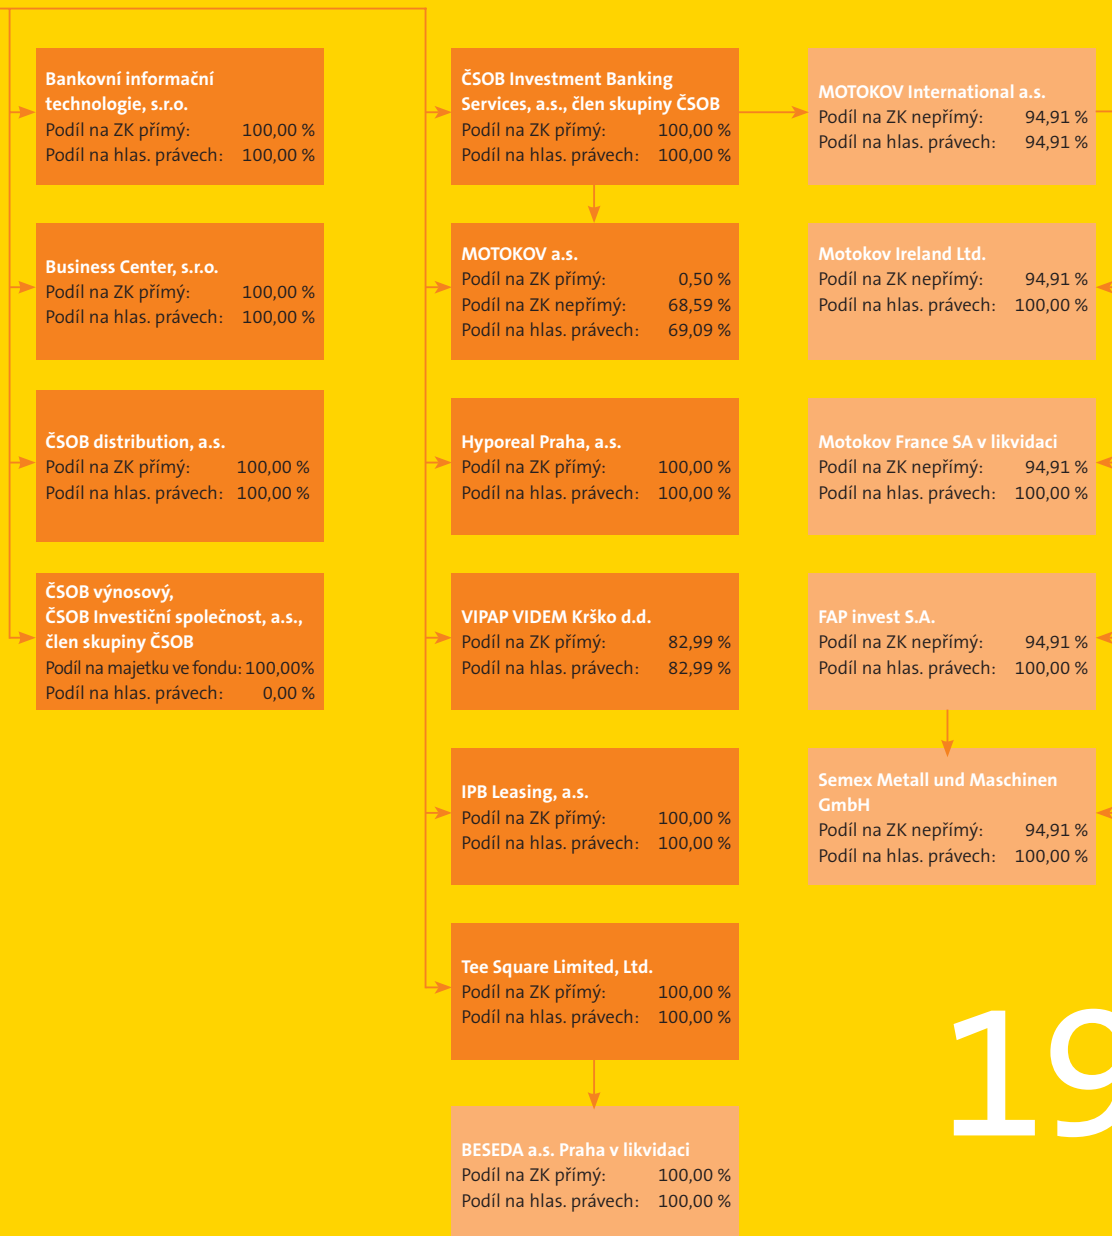 Bankovní informační
technologie, s.r.o.
Podíl na ZK přímý: 100,00 %
Podíl na hlas. právech: 100,00 %
Business Center, s.r.o.
Podíl na ZK přímý: 100,00 %
Podíl na hlas. právech: 100,00 %
ČSOB distribution, a.s.
Podíl na ZK přímý: 100,00 %
Podíl na hlas. právech: 100,00 %
ČSOB výnosový,
ČSOB Investiční společnost, a.s.,
člen skupiny ČSOB
Podíl na majetku ve fondu: 100,00%
Podíl na hlas. právech: 0,00 %
ČSOB Investment Banking
Services, a.s., člen skupiny ČSOB
Podíl na ZK přímý: 100,00 %
Podíl na hlas. právech: 100,00 %
MOTOKOV a.s.
Podíl na ZK přímý: 0,50 %
Podíl na ZK nepřímý: 68,59 %
Podíl na hlas. právech: 69,09 %
Hyporeal Praha, a.s.
Podíl na ZK přímý: 100,00 %
Podíl na hlas. právech: 100,00 %
VIPAP VIDEM Krško d.d.
Podíl na ZK přímý: 82,99 %
Podíl na hlas. právech: 82,99 %
IPB Leasing, a.s.
Podíl na ZK přímý: 100,00 %
Podíl na hlas. právech: 100,00 %
Tee Square Limited, Ltd.
Podíl na ZK přímý: 100,00 %
Podíl na hlas. právech: 100,00 %
BESEDA a.s. Praha v likvidaci
Podíl na ZK přímý: 100,00 %
Podíl na hlas. právech: 100,00 %
MOTOKOV International a.s.
Podíl na ZK nepřímý: 94,91 %
Podíl na hlas. právech: 94,91 %
Motokov Ireland Ltd.
Podíl na ZK nepřímý: 94,91 %
Podíl na hlas. právech: 100,00 %
Motokov France SA v likvidaci
Podíl na ZK nepřímý: 94,91 %
Podíl na hlas. právech: 100,00 %
FAP invest S.A.
Podíl na ZK nepřímý: 94,91 %
Podíl na hlas. právech: 100,00 %
Semex Metall und Maschinen
GmbH
Podíl na ZK nepřímý: 94,91 %
Podíl na hlas. právech: 100,00 %
19